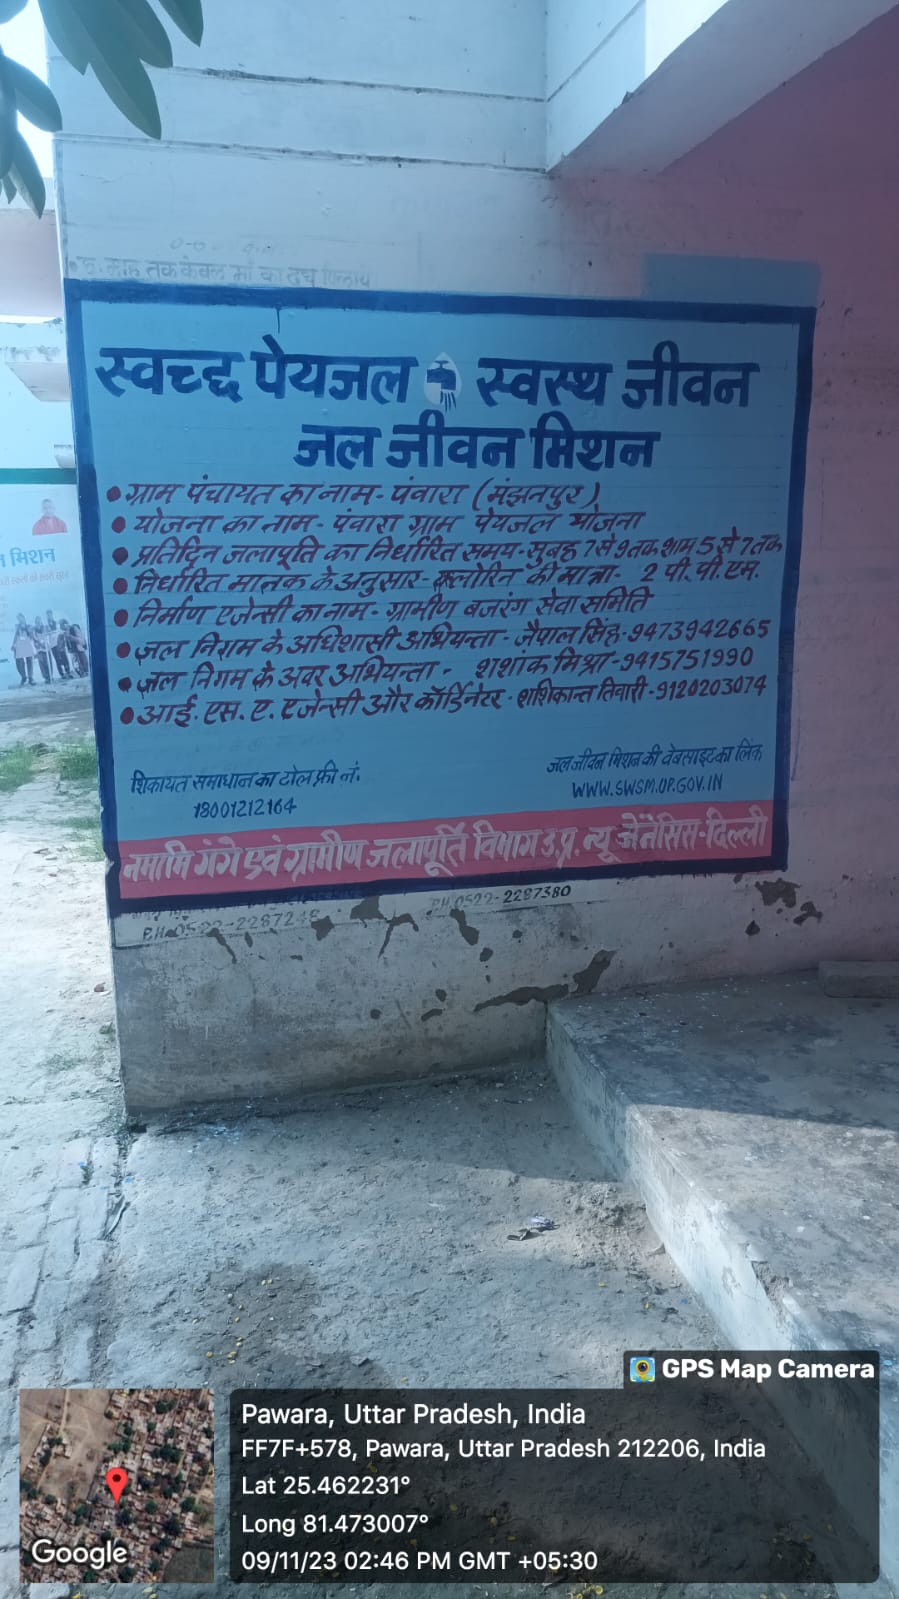 छः माह तक केवल माँ का दूध पिलाये
स्वच्छ पेयजल स्वस्थ जीवन
जल जीवन मिशन
• ग्राम पंचायत का नाम - पंवारा (मंझनपुर)
• योजना का नाम - पंवारा ग्राम पेयजल योजना
• प्रतिदिन जलापूर्ति का निर्धारित समय - सुबह 7 से 9 तक शाम 5 से 7 तक
• निर्धारित मानक के अनुसार - क्लोरिन की मात्रा - 2 पी. पी. एम.
• निर्माण एजेन्सी का नाम - ग्रामीण बजरंग सेवा समिति
• जल निगम के अधिशासी अभियन्ता - जैपाल सिंह - 9473942665
• जल निगम के अवर अभियन्ता - शशांक मिश्रा - 9415751990
• आई. एस. ए. एजेन्सी और कॉर्डिनेटर - शशिकान्त तिवारी - 9120203074
शिकायत समाधान का टोल फ्री नं.
18001212164
जल जीवन मिशन की वेबसाइट का लिंक
WWW.SWSM.UP.GOV.IN
नमामि गंगे एवं ग्रामीण जलापूर्ति विभाग उ.प्र. न्यू जेनेसिस - दिल्ली
PH.0522-2287380
मिशन
GPS Map Camera
Pawara, Uttar Pradesh, India
FF7F+578, Pawara, Uttar Pradesh 212206, India
Lat 25.462231°
Long 81.473007°
09/11/23 02:46 PM GMT +05:30
Google